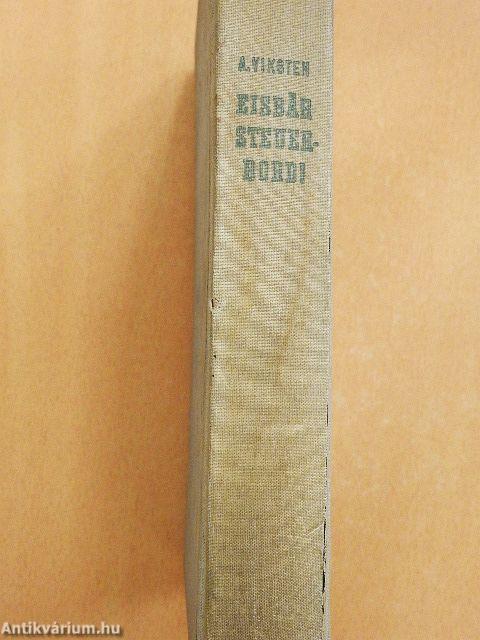 A. VIKSTEN
EISBÄR
STEUER-
BORD!
Antikvárium.hu